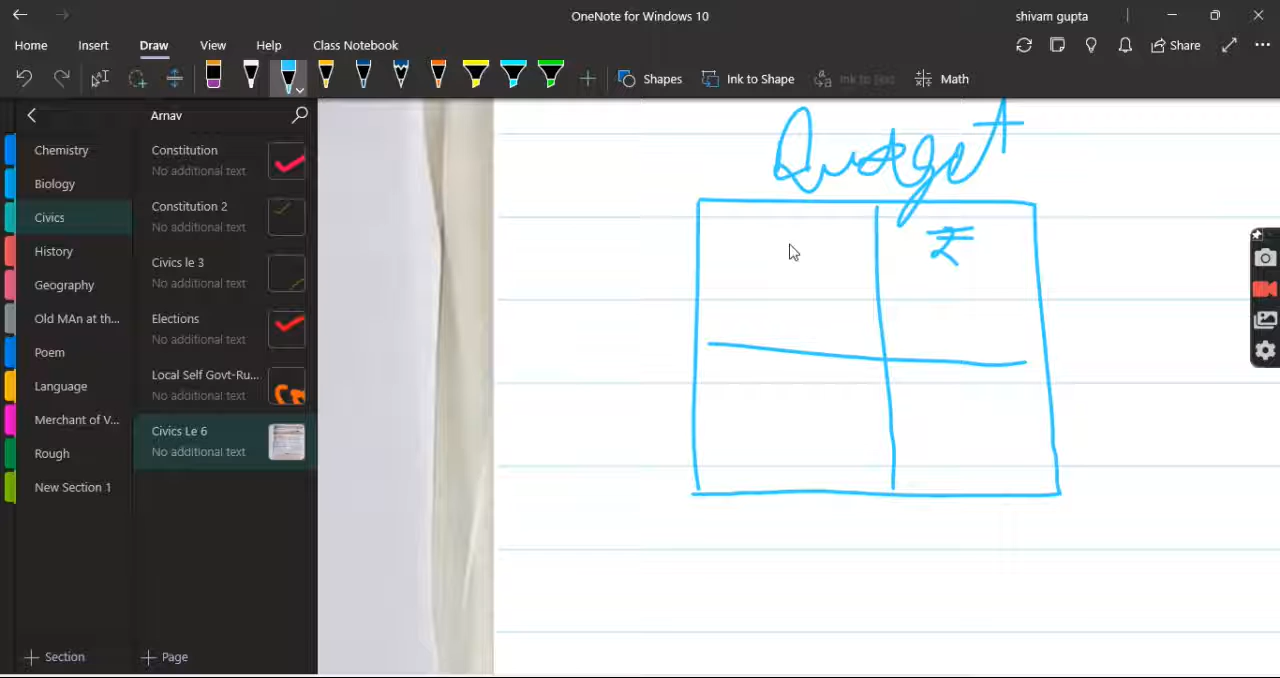 OneNote for Windows 10
shivam gupta
Home Insert Draw View Help Class Notebook
Share
Shapes Ink to Shape Ink to Text Math
Arnav
Chemistry
Biology
Civics
History
Geography
Old MAn at th...
Poem
Language
Merchant of V...
Rough
New Section 1
Constitution
No additional text
Constitution 2
No additional text
Civics le 3
No additional text
Elections
No additional text
Local Self Govt-Ru...
No additional text
Civics Le 6
No additional text
Section
Page
Budget
₹